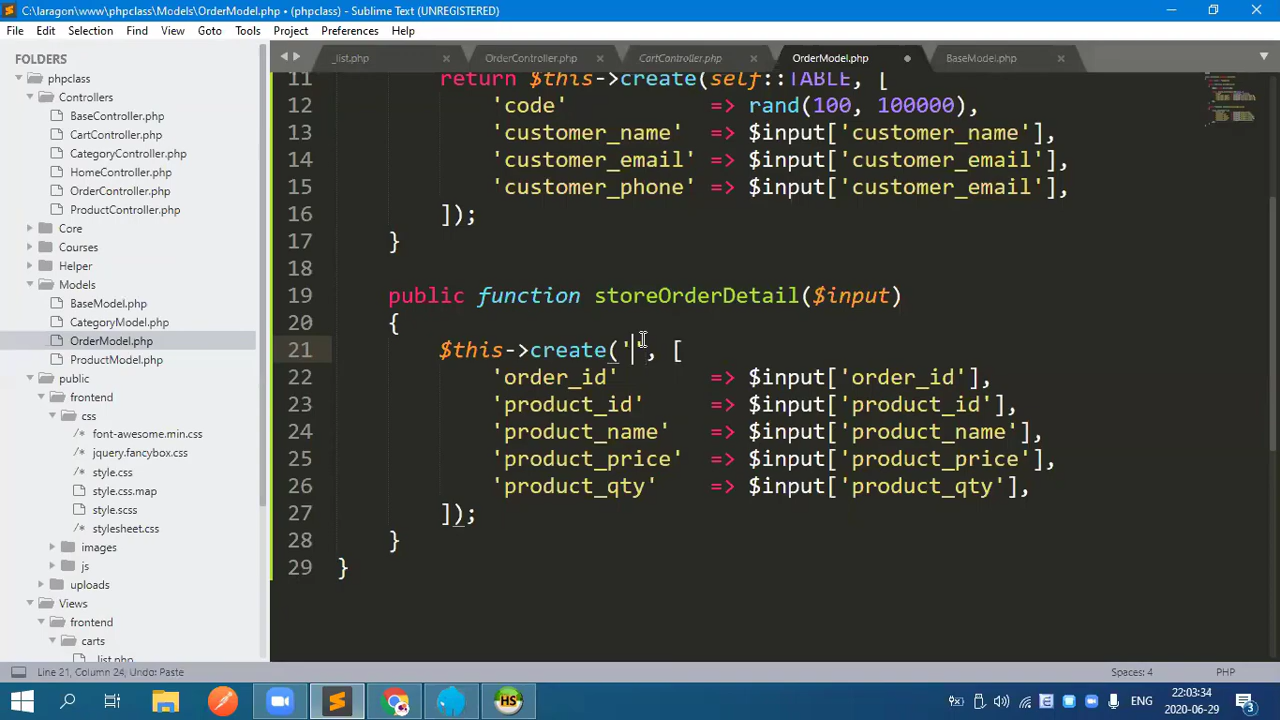 C:\laragon\www\phpclass\Models\OrderModel.php • (phpclass) - Sublime Text (UNREGISTERED)
File Edit Selection Find View Goto Tools Project Preferences Help
FOLDERS
phpclass
Controllers
BaseController.php
CartController.php
CategoryController.php
HomeController.php
OrderController.php
ProductController.php
Core
Courses
Helper
Models
BaseModel.php
CategoryModel.php
OrderModel.php
ProductModel.php
public
frontend
css
font-awesome.min.css
jquery.fancybox.css
style.css
style.css.map
style.scss
stylesheet.css
images
js
uploads
Views
frontend
carts
_list.php
_list.php OrderController.php CartController.php OrderModel.php BaseModel.php
11 return $this->create(self::TABLE, [
12 'code' => rand(100, 100000),
13 'customer_name' => $input['customer_name'],
14 'customer_email' => $input['customer_email'],
15 'customer_phone' => $input['customer_email'],
16 ]);
17 }
18
19 public function storeOrderDetail($input)
20 {
21 $this->create('', [
22 'order_id' => $input['order_id'],
23 'product_id' => $input['product_id'],
24 'product_name' => $input['product_name'],
25 'product_price' => $input['product_price'],
26 'product_qty' => $input['product_qty'],
27 ]);
28 }
29 }
Line 21, Column 24; Undo: Paste Spaces: 4 PHP
ENG
22:03:34
2020-06-29
3